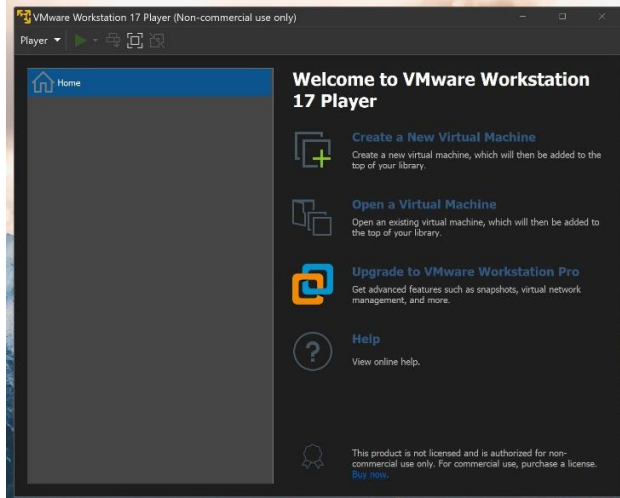 VMware Workstation 17 Player (Non-commercial use only)
Player
Home
Welcome to VMware Workstation
17 Player
Create a New Virtual Machine
Create a new virtual machine, which will then be added to the
top of your library.
Open a Virtual Machine
Open an existing virtual machine, which will then be added to
the top of your library.
Upgrade to VMware Workstation Pro
Get advanced features such as snapshots, virtual network
management, and more.
?
Help
View online help.
This product is not licensed and is authorized for non-
commercial use only. For commercial use, purchase a license.
Buy now.